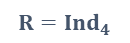 R = Ind₄